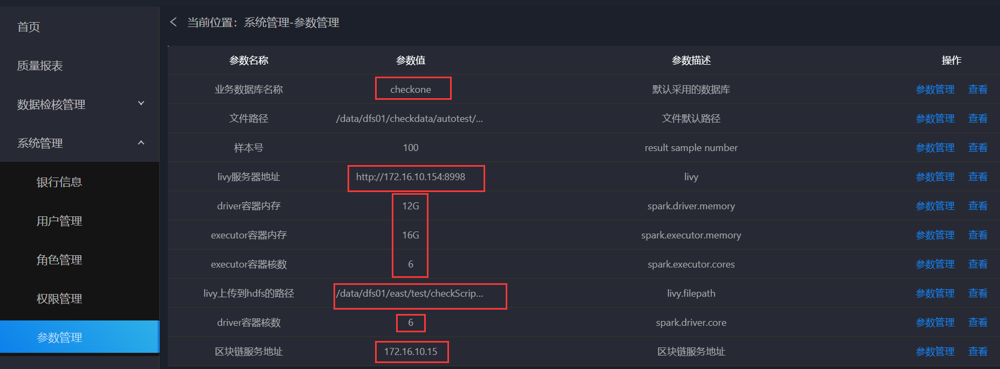 首页
质量报表
数据检核管理
系统管理
银行信息
用户管理
角色管理
权限管理
参数管理
当前位置：系统管理-参数管理
参数名称 参数值 参数描述 操作
业务数据库名称 checkone 默认采用的数据库 参数管理 查看
文件路径 /data/dfs01/checkdata/autotest/... 文件默认路径 参数管理 查看
样本号 100 result sample number 参数管理 查看
livy服务器地址 http://172.16.10.154:8998 livy 参数管理 查看
driver容器内存 12G spark.driver.memory 参数管理 查看
executor容器内存 16G spark.executor.memory 参数管理 查看
executor容器核数 6 spark.executor.cores 参数管理 查看
livy上传到hdfs的路径 /data/dfs01/east/test/checkScrip... livy.filepath 参数管理 查看
driver容器核数 6 spark.driver.core 参数管理 查看
区块链服务地址 172.16.10.15 区块链服务地址 参数管理 查看